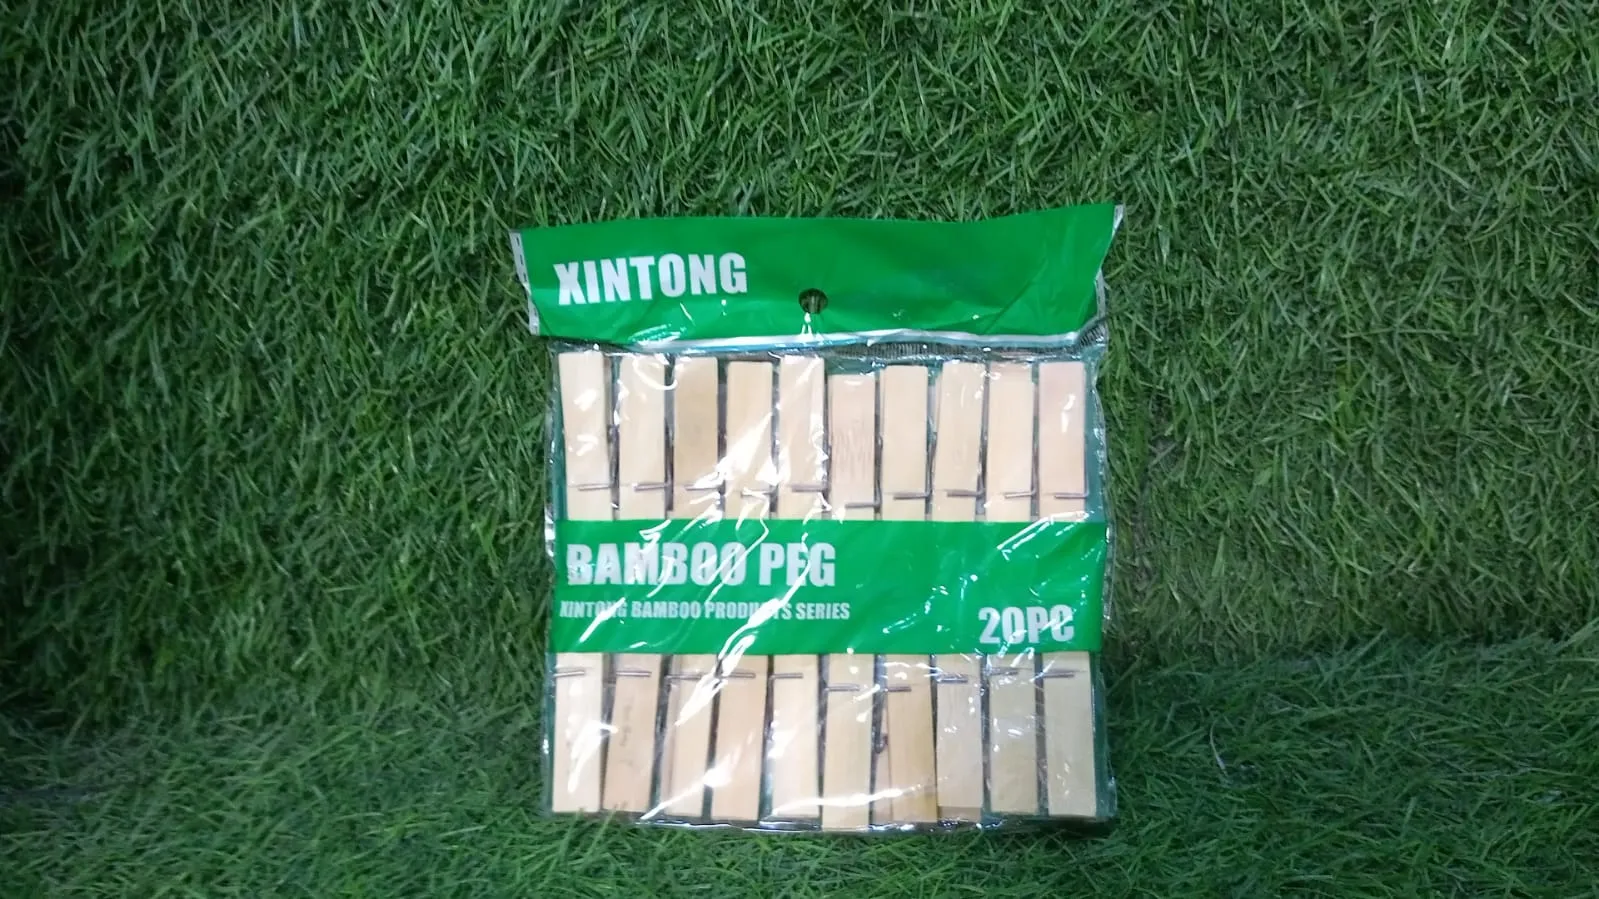 XINTONG
BAMBOO PEG
XINTONG BAMBOO PRODUCTS SERIES
20PC